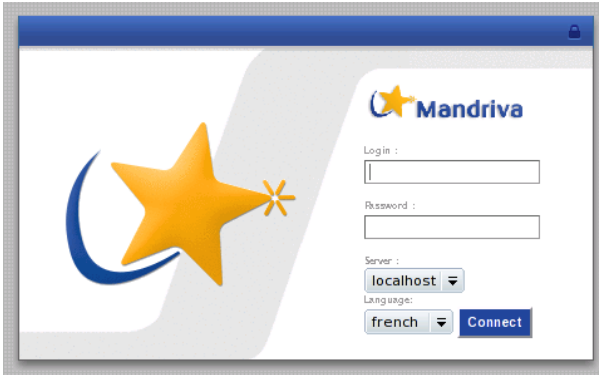 Mandriva
Login :
Password :
Server :
localhost
Language:
french Connect